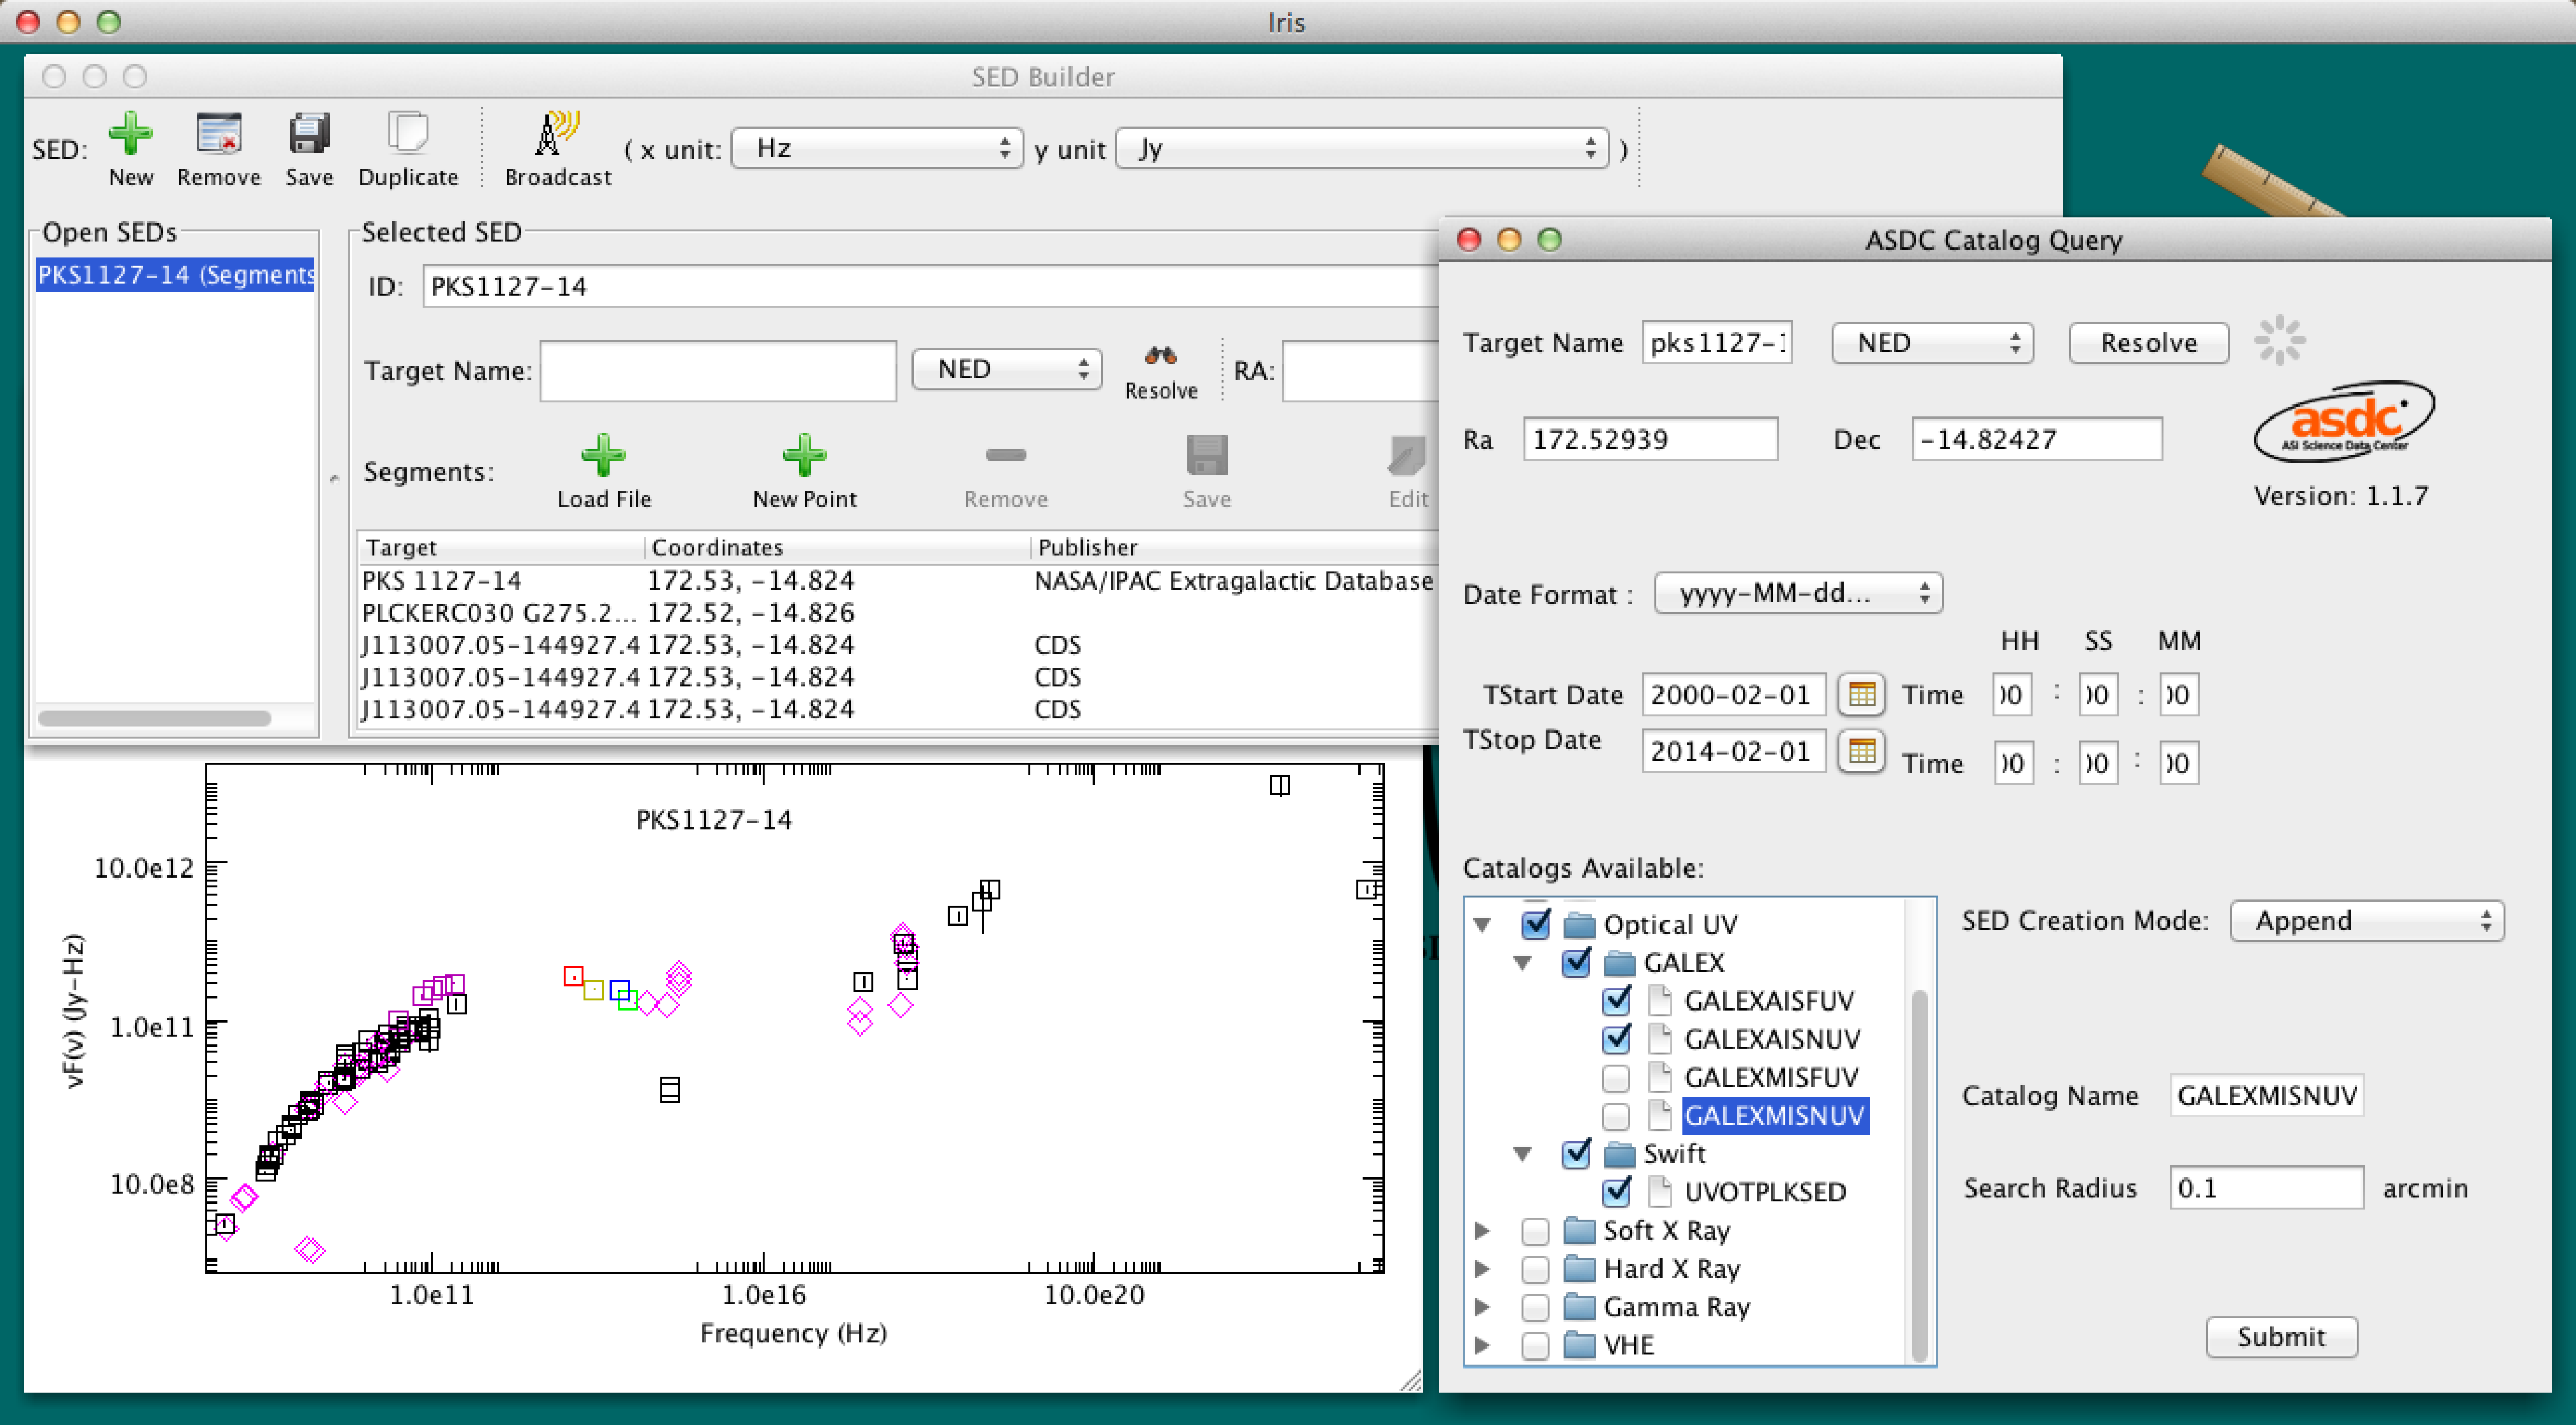 Iris
SED Builder
SED:
New Remove Save Duplicate Broadcast
( x unit: Hz y unit Jy )
Open SEDs
PKS1127-14 (Segments
Selected SED
ID: PKS1127-14
Target Name: NED Resolve RA:
Segments: Load File New Point Remove Save Edit
Target Coordinates Publisher
PKS 1127-14 172.53, -14.824 NASA/IPAC Extragalactic Database
PLCKERC030 G275.2... 172.52, -14.826
J113007.05-144927.4 172.53, -14.824 CDS
J113007.05-144927.4 172.53, -14.824 CDS
J113007.05-144927.4 172.53, -14.824 CDS
PKS1127-14
10.0e12
1.0e11
10.0e8
νF(ν) (Jy-Hz)
1.0e11 1.0e16 10.0e20
Frequency (Hz)
ASDC Catalog Query
Target Name pks1127- NED Resolve
Ra 172.52939 Dec -14.82427
asdc
ASI Science Data Center
Version: 1.1.7
Date Format : yyyy-MM-dd...
HH SS MM
TStart Date 2000-02-01 Time 00 : 00 : 00
TStop Date 2014-02-01 Time 00 : 00 : 00
Catalogs Available:
Optical UV
GALEX
GALEXAISFUV
GALEXAISNUV
GALEXMISFUV
GALEXMISNUV
Swift
UVOTPLKSED
Soft X Ray
Hard X Ray
Gamma Ray
VHE
SED Creation Mode: Append
Catalog Name GALEXMISNUV
Search Radius 0.1 arcmin
Submit